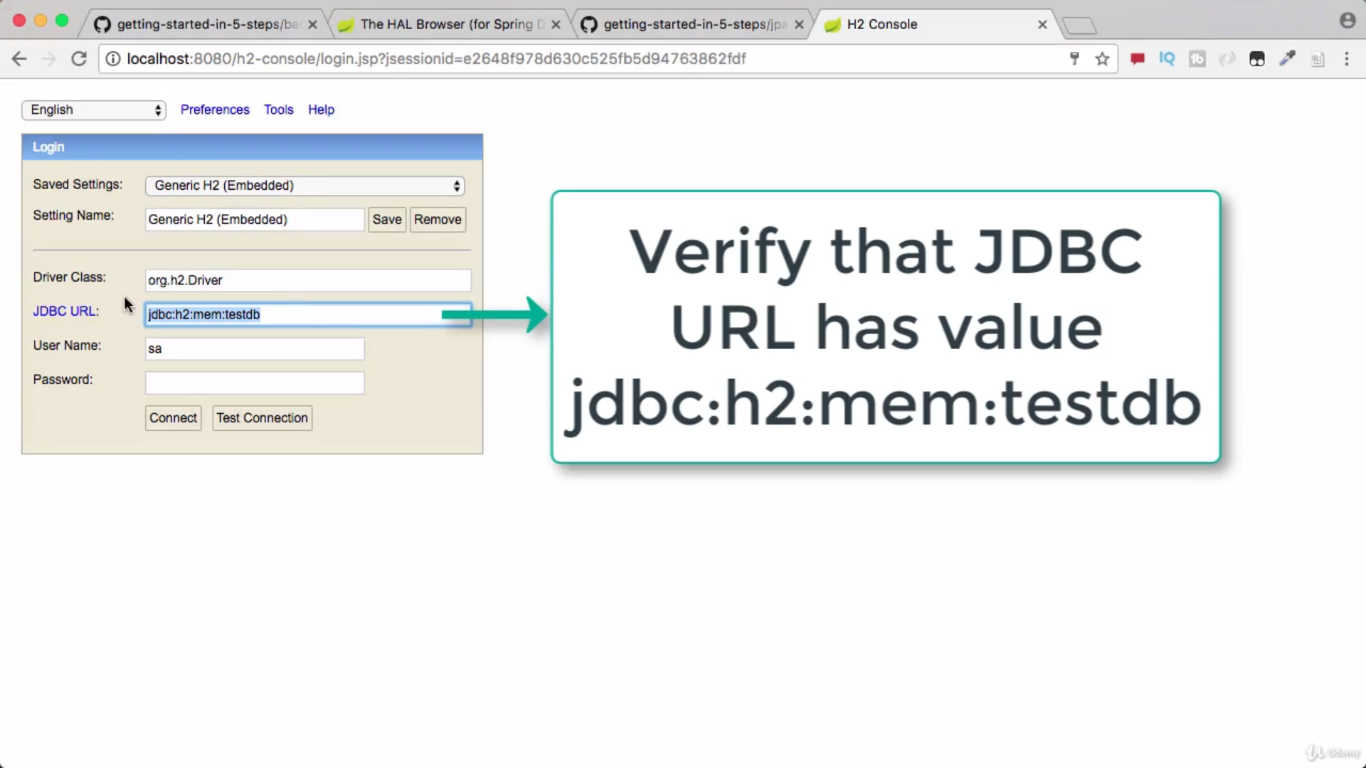 getting-started-in-5-steps/ba
The HAL Browser (for Spring D
getting-started-in-5-steps/jpa
H2 Console
localhost:8080/h2-console/login.jsp?jsessionid=e2648f978d630c525fb5d94763862fdf
IQ
English
Preferences
Tools
Help
Login
Saved Settings:
Generic H2 (Embedded)
Setting Name:
Generic H2 (Embedded)
Save
Remove
Driver Class:
org.h2.Driver
JDBC URL:
jdbc:h2:mem:testdb
User Name:
sa
Password:
Connect
Test Connection
Verify that JDBC
URL has value
jdbc:h2:mem:testdb
Udemy